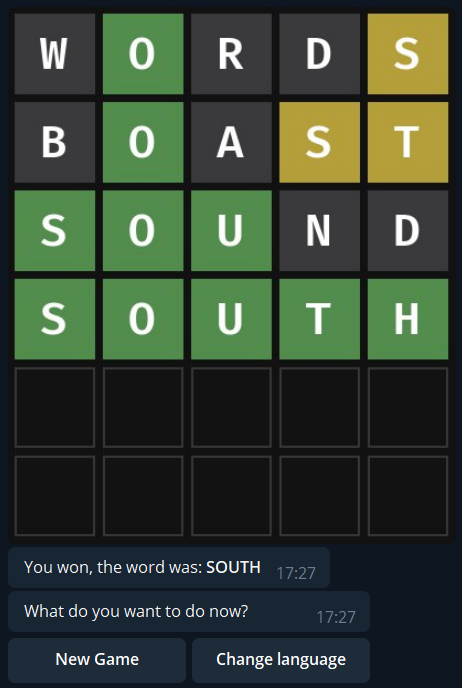 W O R D S
B O A S T
S O U N D
S O U T H
You won, the word was: SOUTH 17:27
What do you want to do now? 17:27
New Game Change language